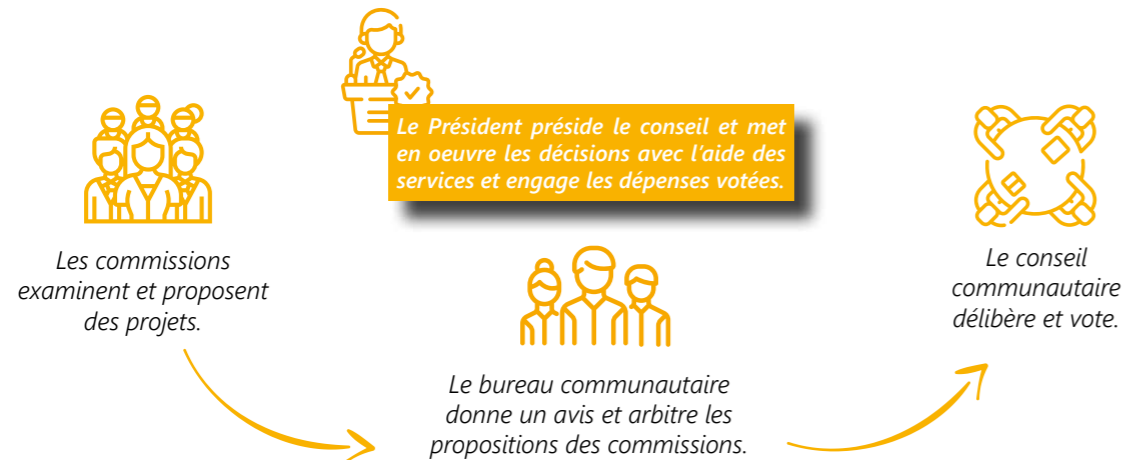 Le Président préside le conseil et met
en oeuvre les décisions avec l'aide des
services et engage les dépenses votées.
Les commissions
examinent et proposent
des projets.
Le bureau communautaire
donne un avis et arbitre les
propositions des commissions.
Le conseil
communautaire
délibère et vote.